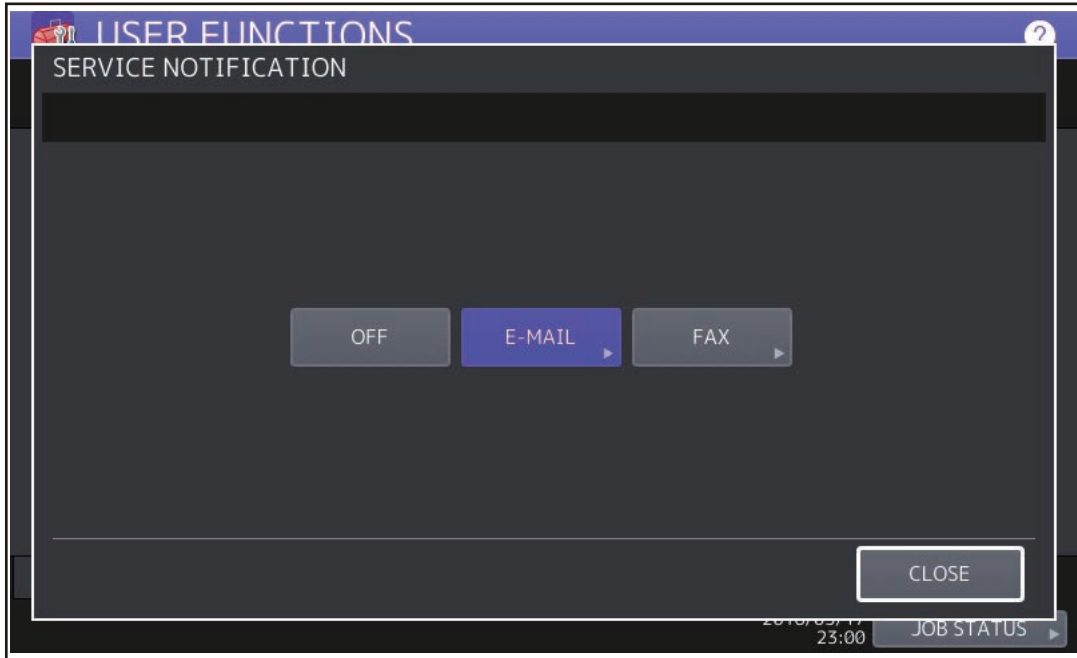 USER FUNCTIONS
?
SERVICE NOTIFICATION
OFF
E-MAIL
FAX
CLOSE
23:00
JOB STATUS